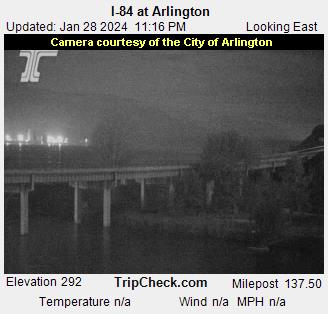 I-84 at Arlington
Updated: Jan 28 2024 11:16 PM Looking East
Camera courtesy of the City of Arlington
Elevation 292 TripCheck.com Milepost 137.50
Temperature n/a Wind n/a MPH n/a